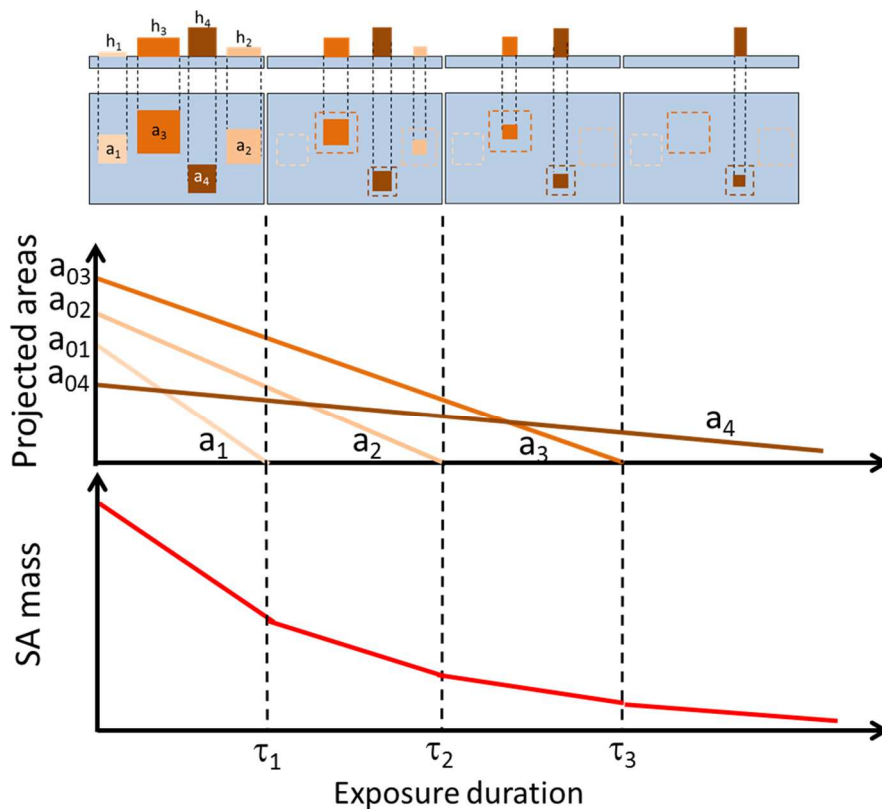 h₁ h₃ h₄ h₂
a₁ a₃ a₄ a₂
Projected areas
a₀₃
a₀₂
a₀₁
a₀₄
a₁ a₂ a₃ a₄
SA mass
τ₁ τ₂ τ₃
Exposure duration